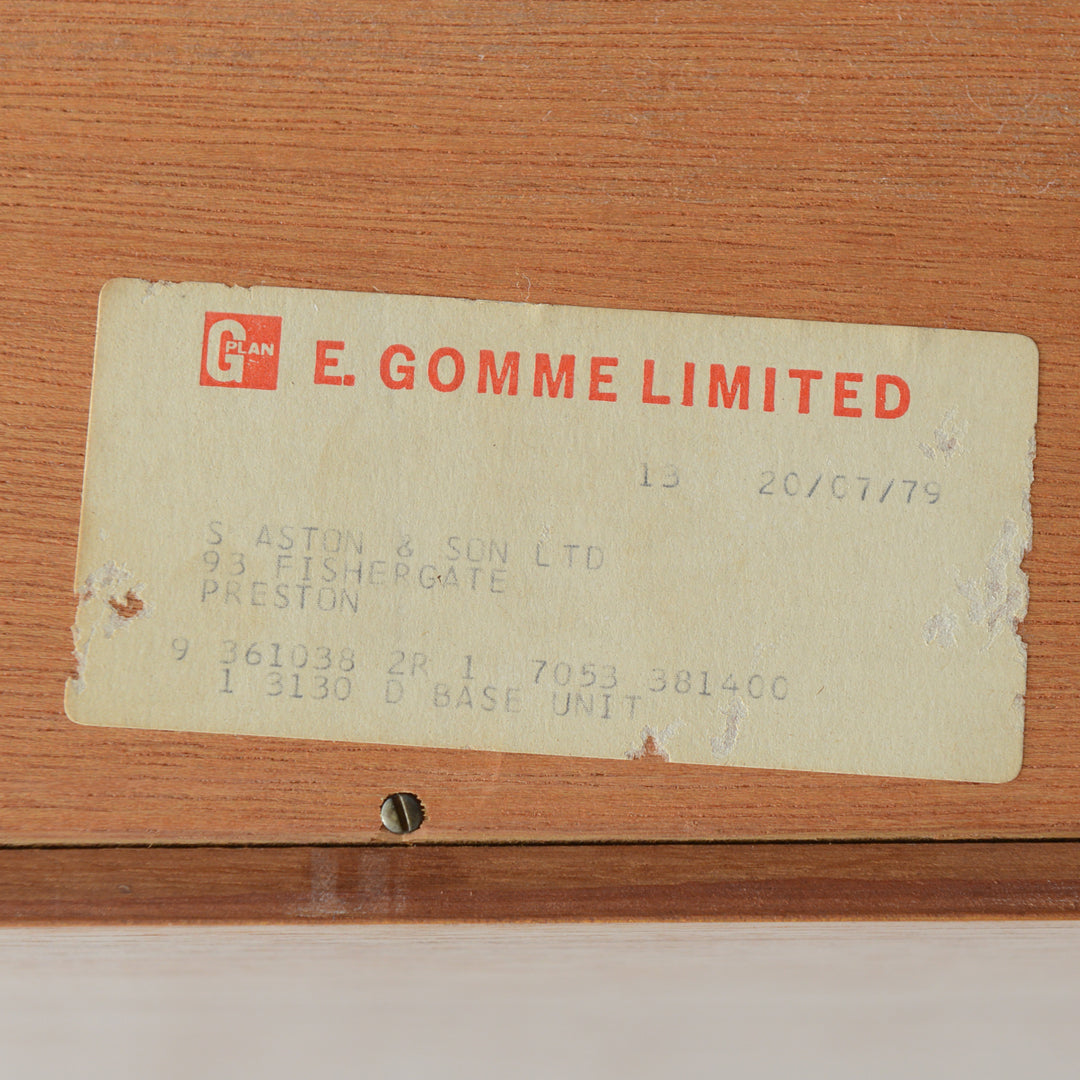 G PLAN E. GOMME LIMITED
13 20/07/79
S ASTON & SON LTD
93 FISHERGATE
PRESTON
9 361038 2R 1 7053 381400
1 3130 D BASE UNIT